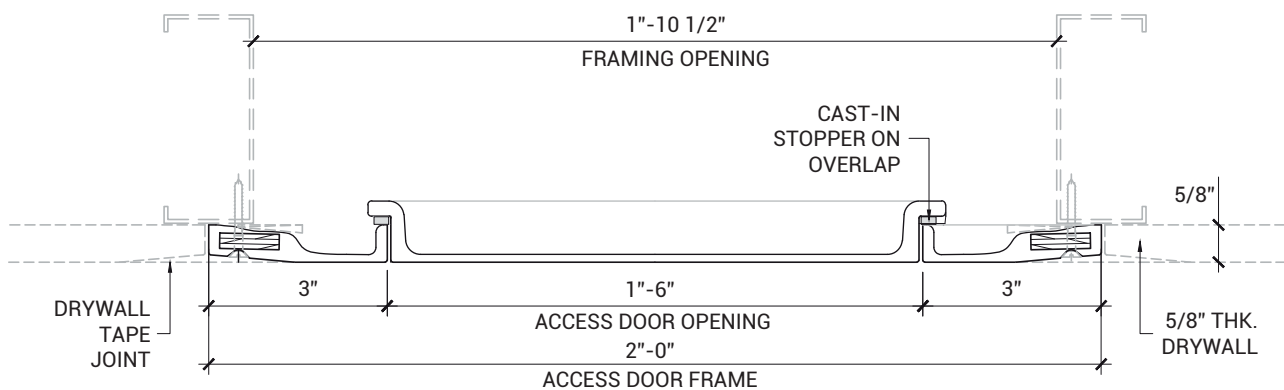 1"-10 1/2"
FRAMING OPENING
CAST-IN
STOPPER ON
OVERLAP
5/8"
3"
1"-6"
3"
DRYWALL
TAPE
JOINT
ACCESS DOOR OPENING
5/8" THK.
DRYWALL
2"-0"
ACCESS DOOR FRAME